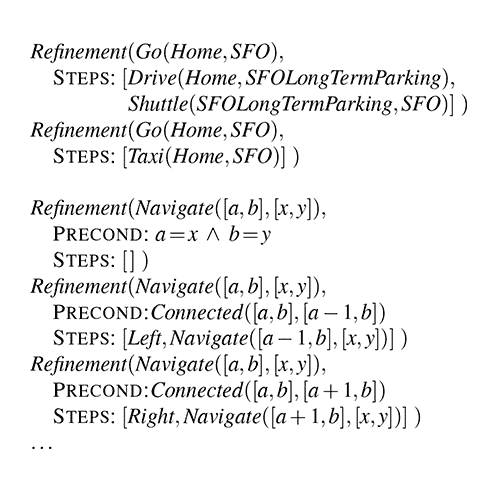 Refinement(Go(Home, SFO),
STEPS: [Drive(Home, SFOLongTermParking),
Shuttle(SFOLongTermParking, SFO)] )
Refinement(Go(Home, SFO),
STEPS: [Taxi(Home, SFO)] )
Refinement(Navigate([a, b], [x, y]),
PRECOND: a = x ∧ b = y
STEPS: [ ] )
Refinement(Navigate([a, b], [x, y]),
PRECOND:Connected([a, b], [a − 1, b])
STEPS: [Left, Navigate([a − 1, b], [x, y])] )
Refinement(Navigate([a, b], [x, y]),
PRECOND:Connected([a, b], [a + 1, b])
STEPS: [Right, Navigate([a + 1, b], [x, y])] )
...